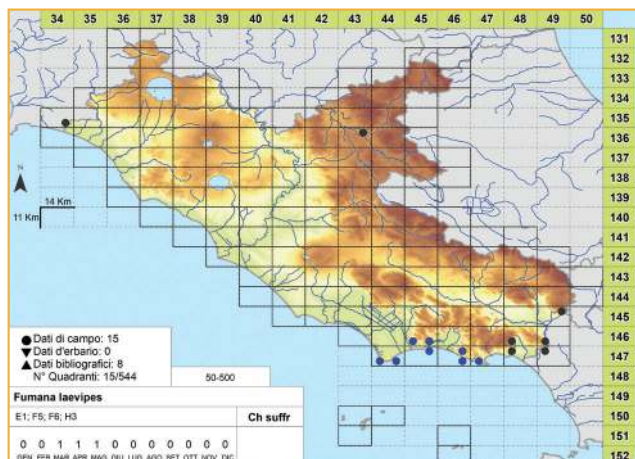 34 35 36 37 38 39 40 41 42 43 44 45 46 47 48 49 50
131
132
133
134
135
136
137
138
139
140
141
142
143
144
145
146
147
148
149
150
151
152
N
14 Km
11 Km
Dati di campo: 15
Dati d'erbario: 0
Dati bibliografici: 8
N° Quadranti: 15/544
50-500
Fumana laevipes
E1; F5; F6; H3
Ch suffr
0 0 1 1 1 0 0 0 0 0 0 0
GEN FEB MAR APR MAG GIU LUG AGO SET OTT NOV DIC